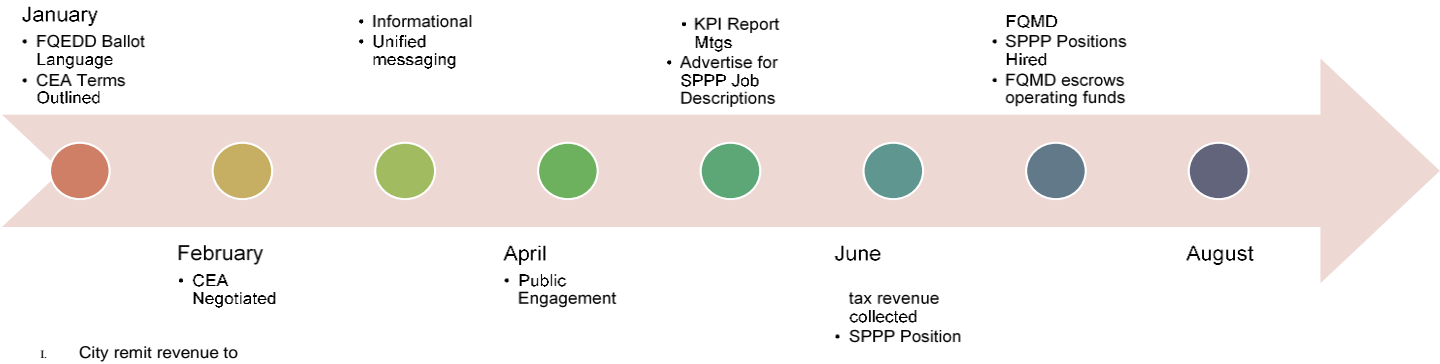 January
• FQEDD Ballot
Language
• CEA Terms
Outlined
• Informational
• Unified
messaging
• KPI Report
Mtgs
• Advertise for
SPPP Job
Descriptions
FQMD
• SPPP Positions
Hired
• FQMD escrows
operating funds
February
• CEA
Negotiated
April
• Public
Engagement
June
tax revenue
collected
• SPPP Position
August
I. City remit revenue to